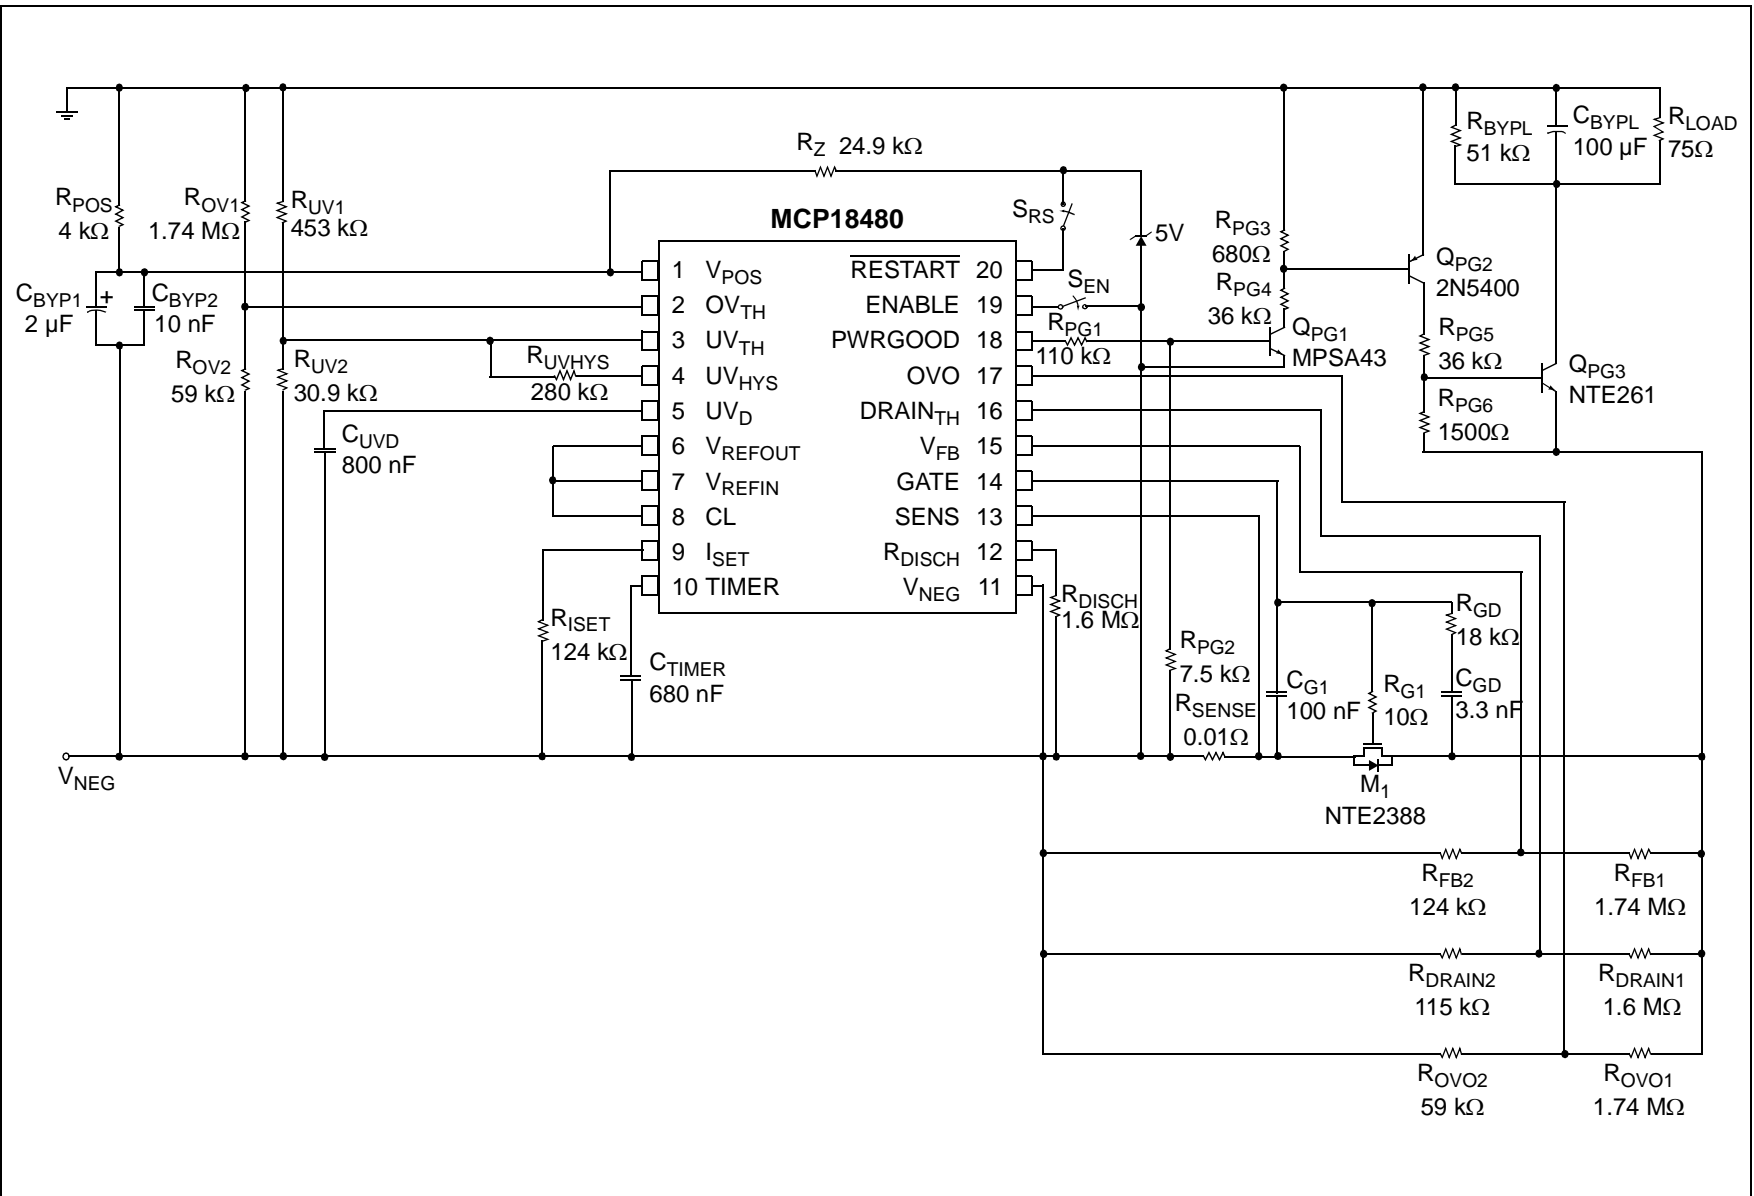 R_Z 24.9 kΩ
R_BYPL
51 kΩ
C_BYPL
100 µF
R_LOAD
75Ω
R_POS
4 kΩ
R_OV1
1.74 MΩ
R_UV1
453 kΩ
S_RS
5V
R_PG3
680Ω
Q_PG2
2N5400
MCP18480
C_BYP1
+
2 µF
C_BYP2
10 nF
1 V_POS
2 OV_TH
3 UV_TH
4 UV_HYS
5 UV_D
6 V_REFOUT
7 V_REFIN
8 CL
9 I_SET
10 TIMER
RESTART 20
ENABLE 19
PWRGOOD 18
OVO 17
DRAIN_TH 16
V_FB 15
GATE 14
SENS 13
R_DISCH 12
V_NEG 11
S_EN
R_PG4
36 kΩ
R_PG1
110 kΩ
Q_PG1
MPSA43
R_PG5
36 kΩ
Q_PG3
NTE261
R_PG6
1500Ω
R_OV2
59 kΩ
R_UV2
30.9 kΩ
R_UVHYS
280 kΩ
C_UVD
800 nF
R_ISET
124 kΩ
C_TIMER
680 nF
R_DISCH
1.6 MΩ
R_PG2
7.5 kΩ
R_SENSE
0.01Ω
C_G1
100 nF
R_G1
10Ω
R_GD
18 kΩ
C_GD
3.3 nF
V_NEG
M_1
NTE2388
R_FB2
124 kΩ
R_FB1
1.74 MΩ
R_DRAIN2
115 kΩ
R_DRAIN1
1.6 MΩ
R_OVO2
59 kΩ
R_OVO1
1.74 MΩ